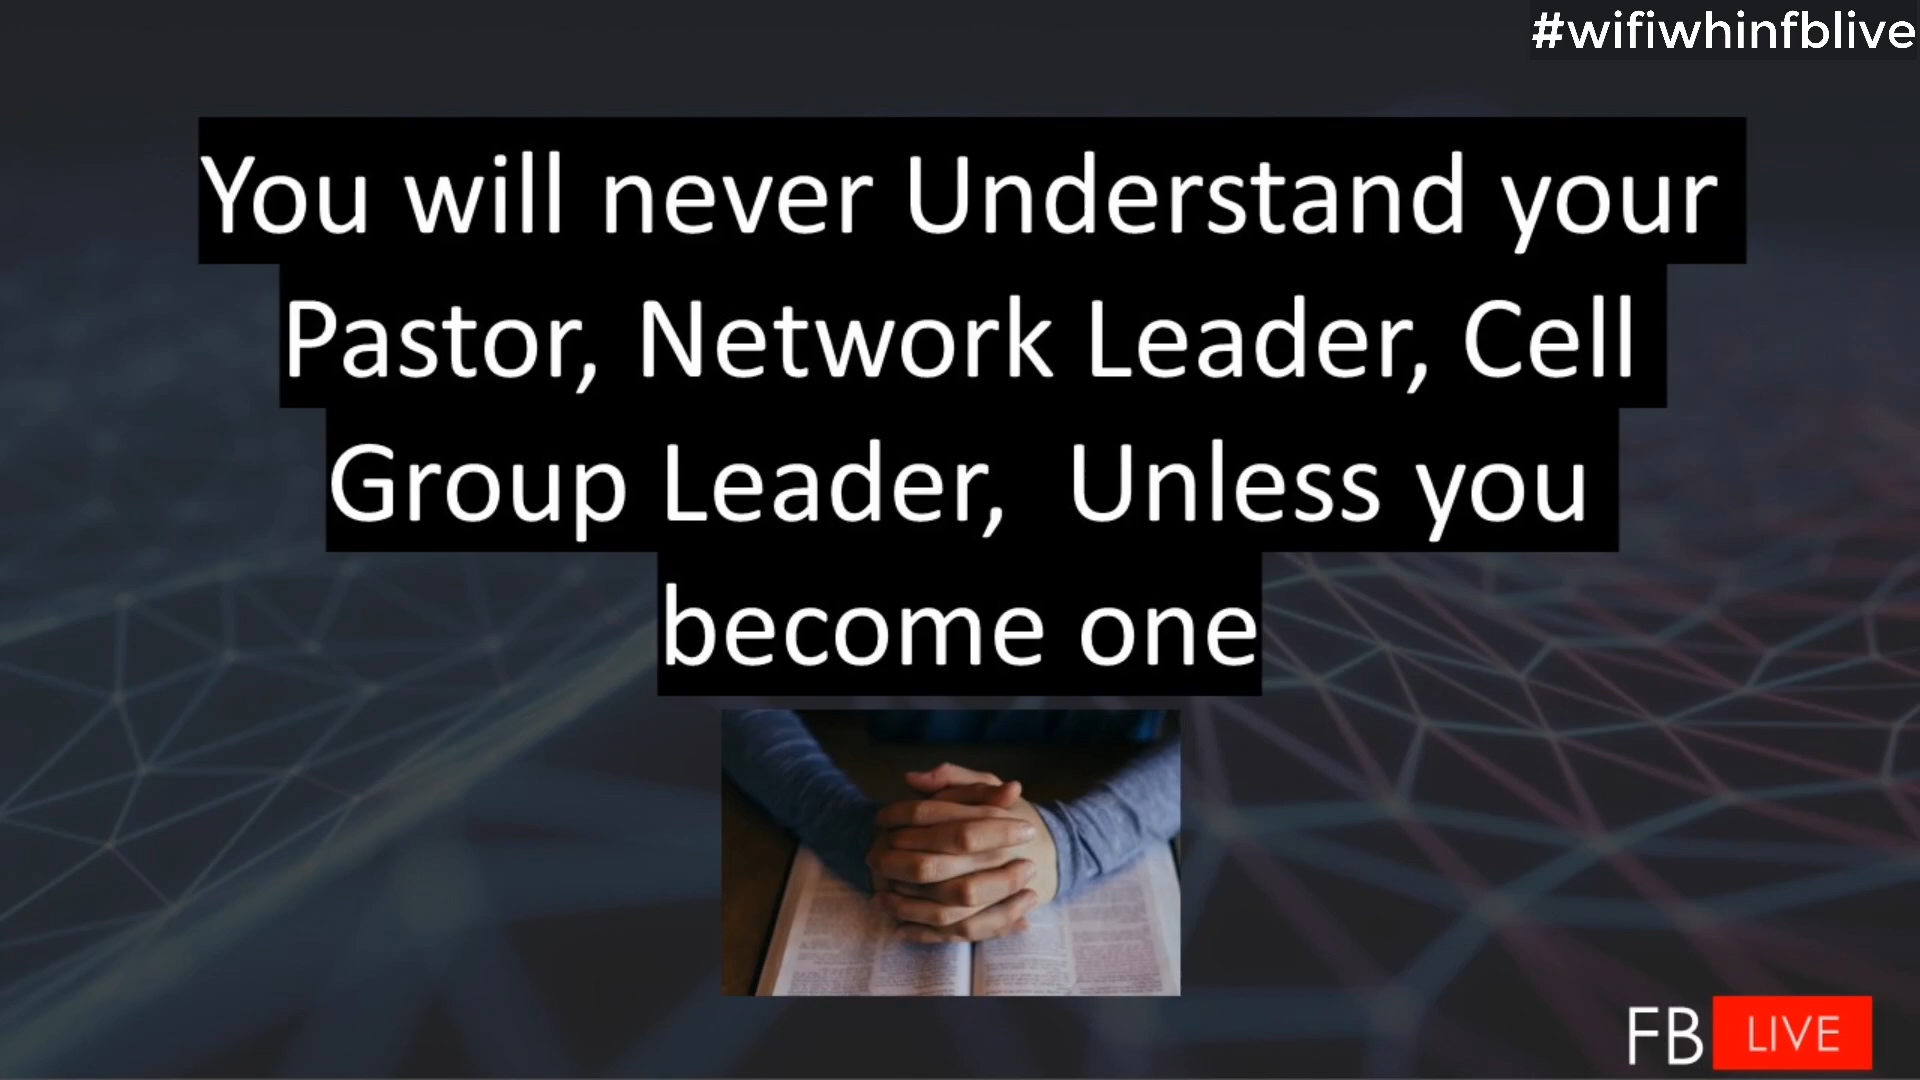 #wifiwhinfblive
You will never Understand your
Pastor, Network Leader, Cell
Group Leader,  Unless you
become one
FB LIVE